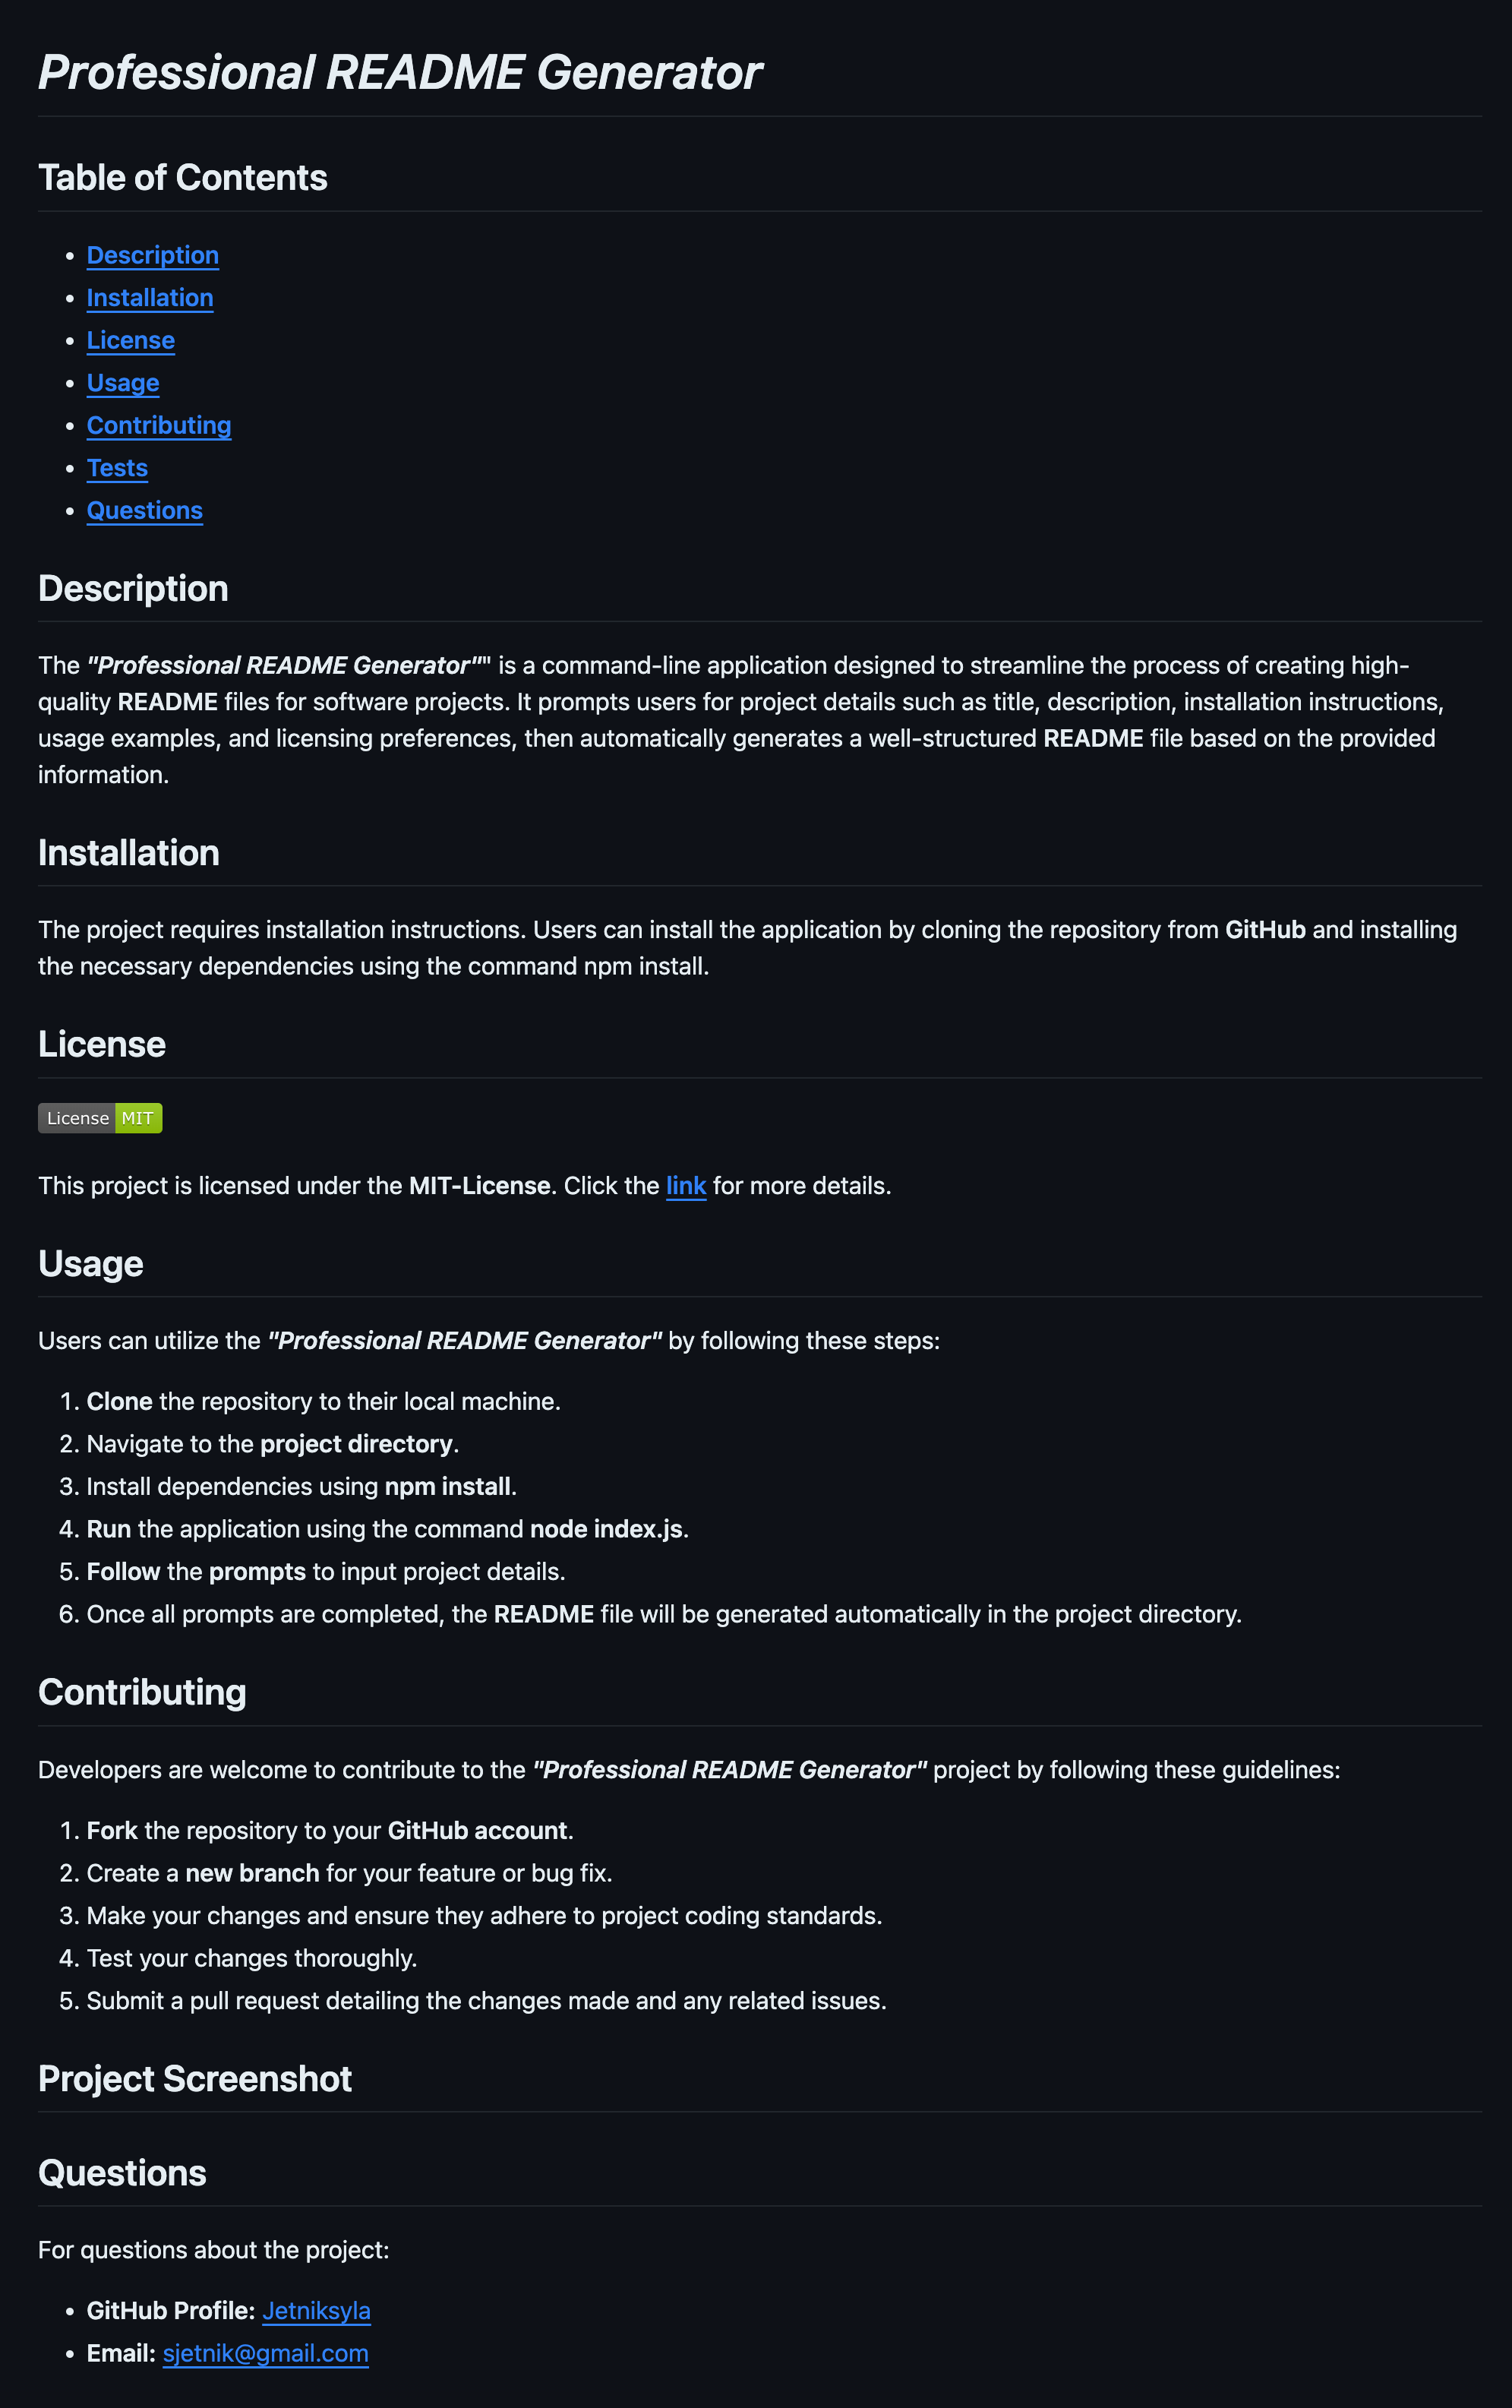 Professional README Generator
Table of Contents
Description
Installation
License
Usage
Contributing
Tests
Questions
Description
The "Professional README Generator"" is a command-line application designed to streamline the process of creating high-
quality README files for software projects. It prompts users for project details such as title, description, installation instructions,
usage examples, and licensing preferences, then automatically generates a well-structured README file based on the provided
information.
Installation
The project requires installation instructions. Users can install the application by cloning the repository from GitHub and installing
the necessary dependencies using the command npm install.
License
License MIT
This project is licensed under the MIT-License. Click the link for more details.
Usage
Users can utilize the "Professional README Generator" by following these steps:
1. Clone the repository to their local machine.
2. Navigate to the project directory.
3. Install dependencies using npm install.
4. Run the application using the command node index.js.
5. Follow the prompts to input project details.
6. Once all prompts are completed, the README file will be generated automatically in the project directory.
Contributing
Developers are welcome to contribute to the "Professional README Generator" project by following these guidelines:
1. Fork the repository to your GitHub account.
2. Create a new branch for your feature or bug fix.
3. Make your changes and ensure they adhere to project coding standards.
4. Test your changes thoroughly.
5. Submit a pull request detailing the changes made and any related issues.
Project Screenshot
Questions
For questions about the project:
GitHub Profile: Jetniksyla
Email: sjetnik@gmail.com